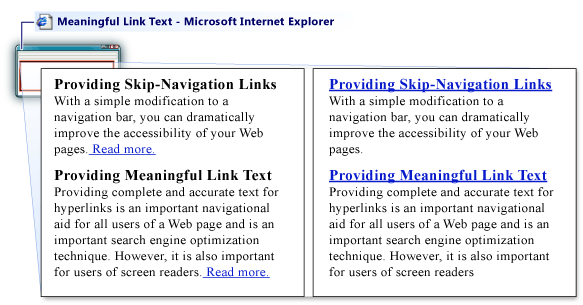 Meaningful Link Text - Microsoft Internet Explorer
Providing Skip-Navigation Links
With a simple modification to a
navigation bar, you can dramatically
improve the accessibility of your Web
pages. Read more.
Providing Meaningful Link Text
Providing complete and accurate text for
hyperlinks is an important navigational
aid for all users of a Web page and is an
important search engine optimization
technique. However, it is also important
for users of screen readers. Read more.
Providing Skip-Navigation Links
With a simple modification to a
navigation bar, you can dramatically
improve the accessibility of your Web
pages.
Providing Meaningful Link Text
Providing complete and accurate text for
hyperlinks is an important navigational
aid for all users of a Web page and is an
important search engine optimization
technique. However, it is also important
for users of screen readers